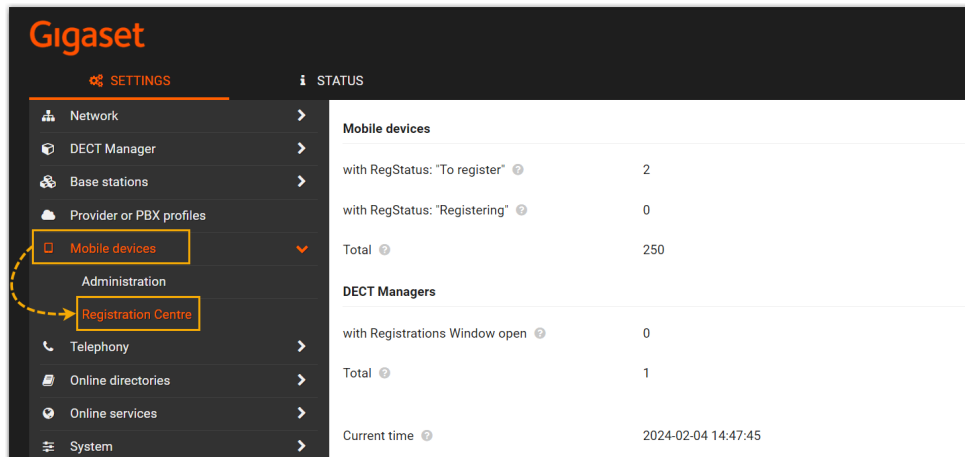 Gigaset
SETTINGS
STATUS
Network
DECT Manager
Base stations
Provider or PBX profiles
Mobile devices
Administration
Registration Centre
Telephony
Online directories
Online services
System
Mobile devices
with RegStatus: "To register" 2
with RegStatus: "Registering" 0
Total 250
DECT Managers
with Registrations Window open 0
Total 1
Current time 2024-02-04 14:47:45